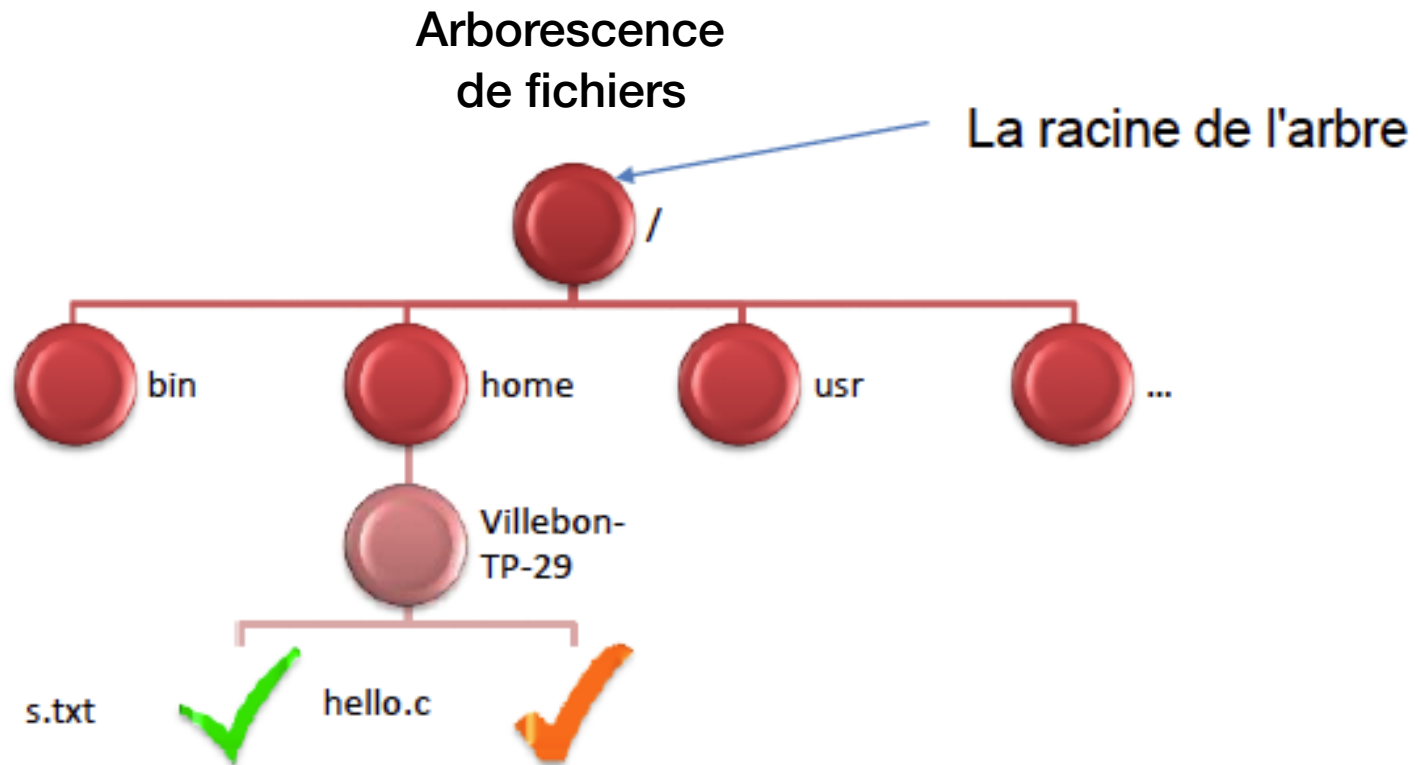 Arborescence
de fichiers
La racine de l'arbre
/
bin
home
usr
...
Villebon-
TP-29
s.txt
hello.c